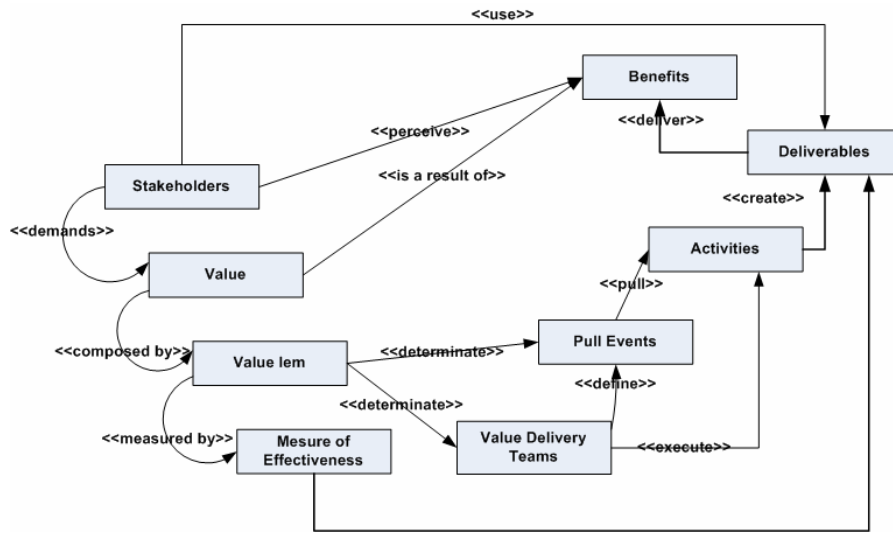 <<use>>
Benefits
<<perceive>>
<<deliver>>
Deliverables
Stakeholders
<<is a result of>>
<<create>>
<<demands>>
Value
Activities
<<pull>>
<<composed by>>
Value Iem
<<determinate>>
Pull Events
<<define>>
<<determinate>>
<<measured by>>
Mesure of
Effectiveness
Value Delivery
Teams
<<execute>>